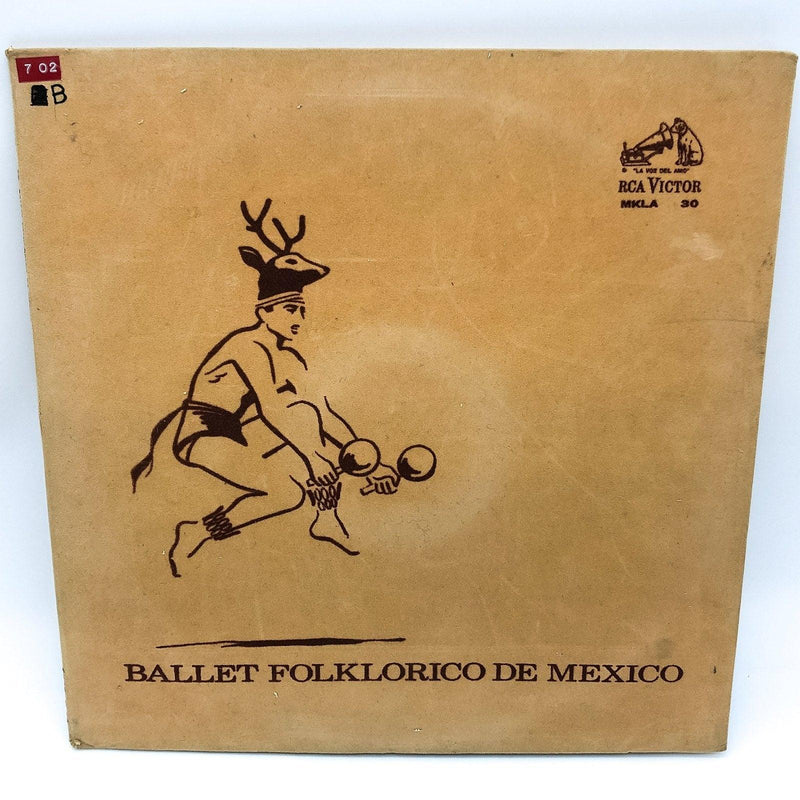 7 02
B
"LA VOZ DEL AMO"
RCA VICTOR
MKLA 30
BALLET FOLKLORICO DE MEXICO